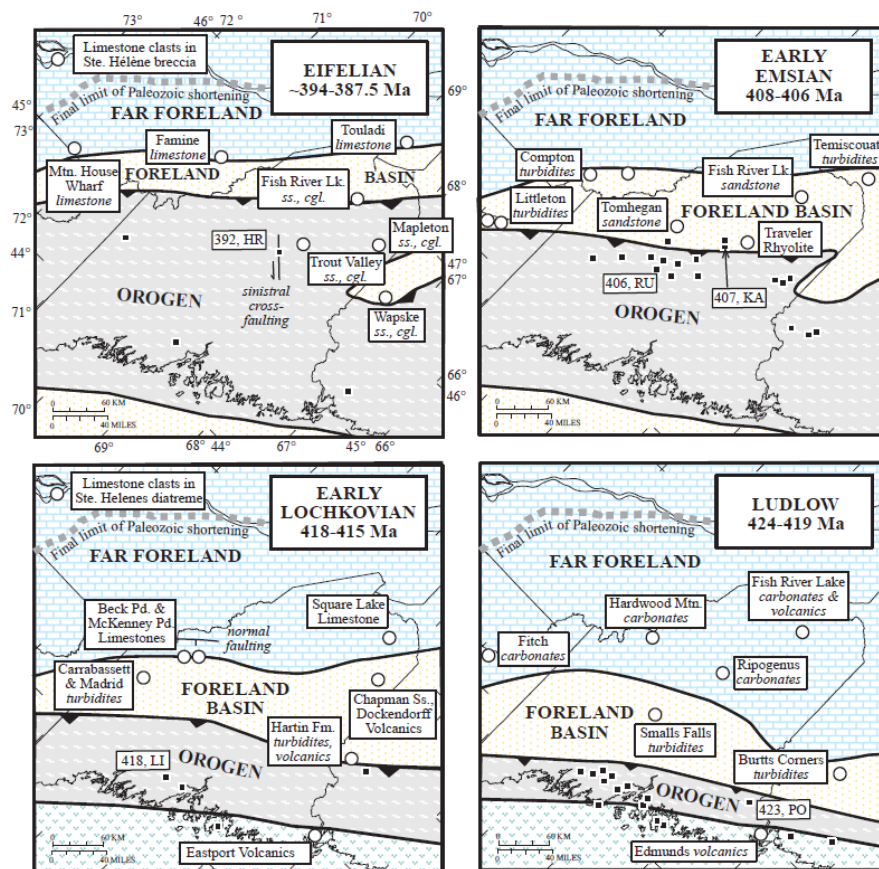 73°
46°
72°
71°
70°
Limestone clasts in
Ste. Hélène breccia
EIFELIAN
~394-387.5 Ma
Final limit of Paleozoic shortening
FAR FORELAND
45°
73°
Famine
limestone
Touladi
limestone
FORELAND
BASIN
Mtn. House
Wharf
limestone
Fish River Lk.
ss., cgl.
72°
44°
392, HR
Mapleton
ss., cgl.
Trout Valley
ss., cgl.
sinistral
cross-
faulting
OROGEN
Wapske
ss., cgl.
71°
70°
69°
68°
47°
67°
66°
46°
60 KM
40 MILES
69°
68°
44°
67°
45°
66°
EARLY
EMSIAN
408-406 Ma
Final limit of Paleozoic shortening
FAR FORELAND
Compton
turbidites
Temiscouata
turbidites
Fish River Lk.
sandstone
Littleton
turbidites
Tomhegan
sandstone
FORELAND BASIN
Traveler
Rhyolite
406, RU
407, KA
OROGEN
60 KM
40 MILES
Limestone clasts in
Ste. Helenes diatreme
EARLY
LOCHKOVIAN
418-415 Ma
Final limit of Paleozoic shortening
FAR FORELAND
Beck Pd. &
McKenney Pd.
Limestones
normal
faulting
Square Lake
Limestone
Carrabassett
& Madrid
turbidites
FORELAND
BASIN
Chapman Ss.,
Dockendorff
Volcanics
Hartin Fm.
turbidites,
volcanics
418, LI
OROGEN
60 KM
40 MILES
Eastport Volcanics
LUDLOW
424-419 Ma
Final limit of Paleozoic shortening
FAR FORELAND
Fish River Lake
carbonates &
volcanics
Hardwood Mtn.
carbonates
Fitch
carbonates
Ripogenus
carbonates
FORELAND
BASIN
Smalls Falls
turbidites
Burtts Corners
turbidites
OROGEN
423, PO
60 KM
40 MILES
Edmunds volcanics